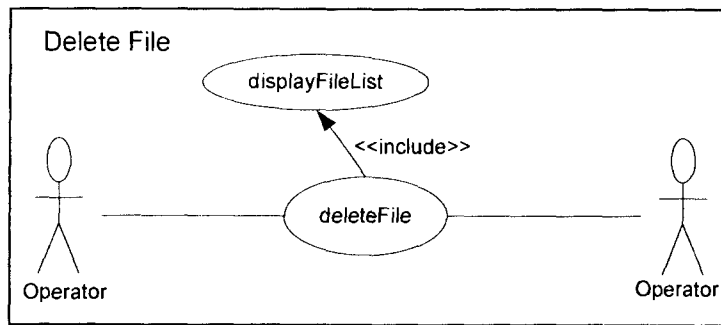 Delete File
displayFileList
<<include>>
deleteFile
Operator
Operator